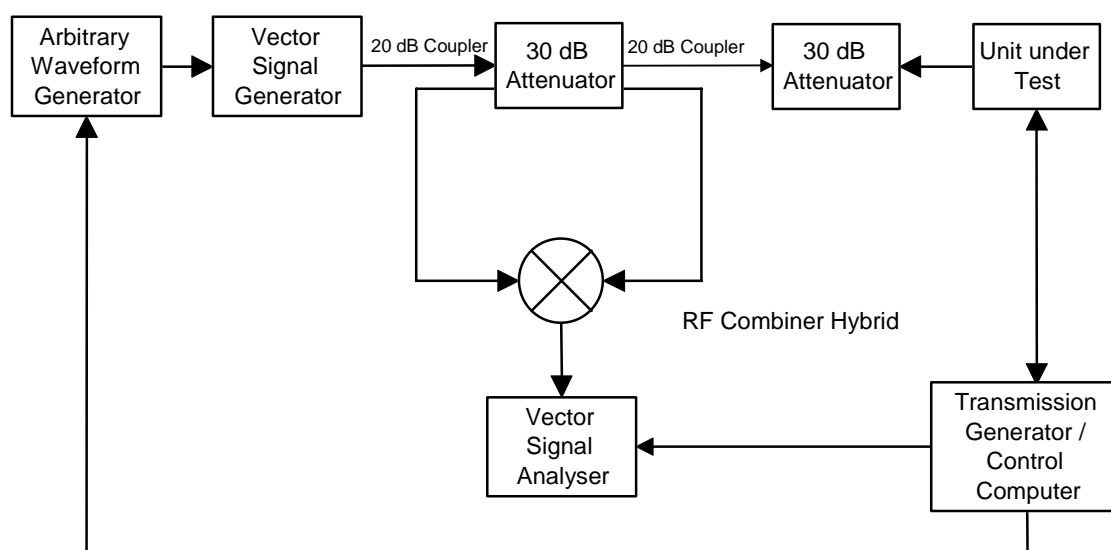 Arbitrary
Waveform
Generator
Vector
Signal
Generator
20 dB Coupler
30 dB
Attenuator
20 dB Coupler
30 dB
Attenuator
Unit under
Test
RF Combiner Hybrid
Vector
Signal
Analyser
Transmission
Generator /
Control
Computer